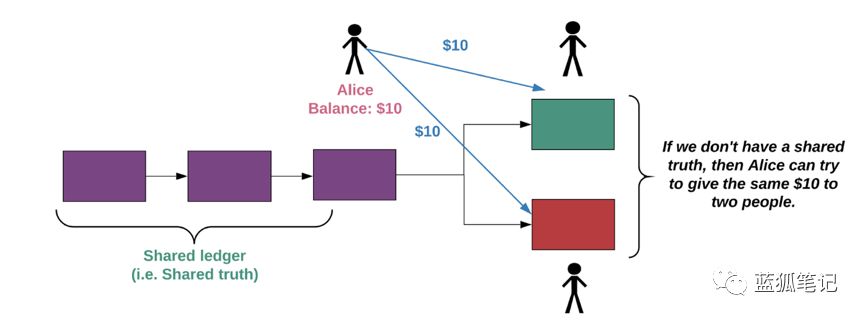 $10
Alice
Balance: $10
$10
If we don't have a shared
truth, then Alice can try
to give the same $10 to
two people.
Shared ledger
(i.e. Shared truth)
蓝狐笔记